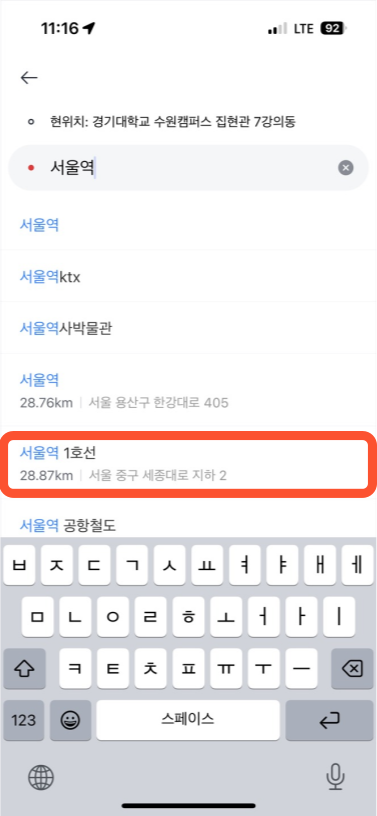 11:16 LTE 92
현위치: 경기대학교 수원캠퍼스 집현관 7강의동
서울역
서울역
서울역ktx
서울역사박물관
서울역
28.76km 서울 용산구 한강대로 405
서울역 1호선
28.87km 서울 중구 세종대로 지하 2
서울역 공항철도
ㅂ ㅈ ㄷ ㄱ ㅅ ㅛ ㅕ ㅑ ㅐ ㅔ
ㅁ ㄴ ㅇ ㄹ ㅎ ㅗ ㅓ ㅏ ㅣ
ㅋ ㅌ ㅊ ㅍ ㅠ ㅜ ㅡ
123 스페이스